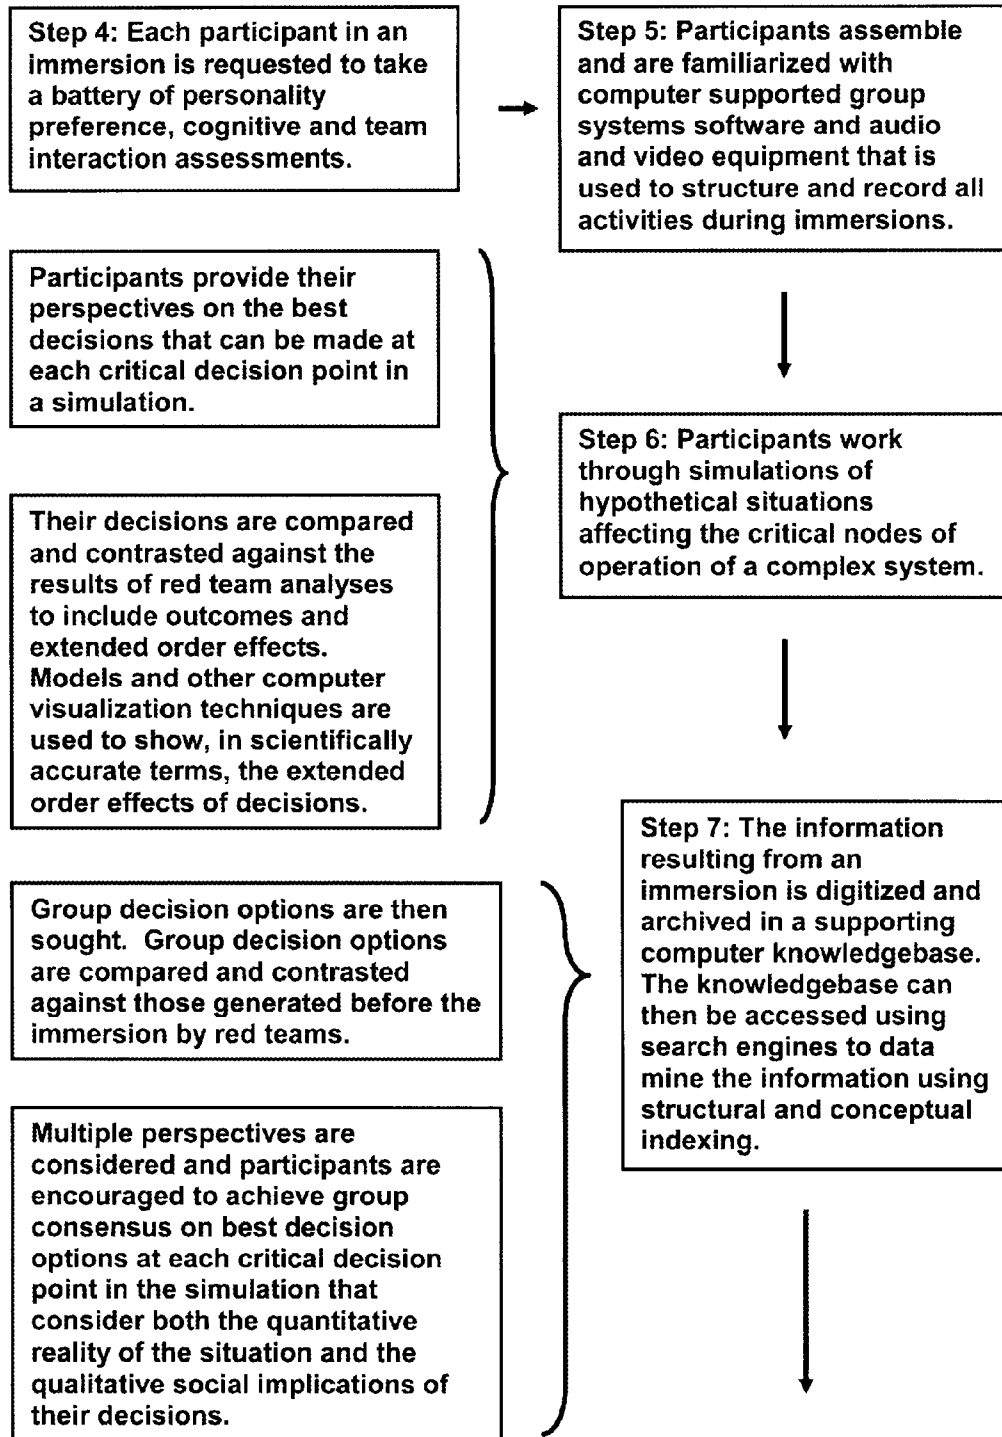 Step 4: Each participant in an
immersion is requested to take
a battery of personality
preference, cognitive and team
interaction assessments.
Step 5: Participants assemble
and are familiarized with
computer supported group
systems software and audio
and video equipment that is
used to structure and record all
activities during immersions.
Participants provide their
perspectives on the best
decisions that can be made at
each critical decision point in
a simulation.
Their decisions are compared
and contrasted against the
results of red team analyses
to include outcomes and
extended order effects.
Models and other computer
visualization techniques are
used to show, in scientifically
accurate terms, the extended
order effects of decisions.
Step 6: Participants work
through simulations of
hypothetical situations
affecting the critical nodes of
operation of a complex system.
Group decision options are then
sought. Group decision options
are compared and contrasted
against those generated before the
immersion by red teams.
Multiple perspectives are
considered and participants are
encouraged to achieve group
consensus on best decision
options at each critical decision
point in the simulation that
consider both the quantitative
reality of the situation and the
qualitative social implications of
their decisions.
Step 7: The information
resulting from an
immersion is digitized and
archived in a supporting
computer knowledgebase.
The knowledgebase can
then be accessed using
search engines to data
mine the information using
structural and conceptual
indexing.